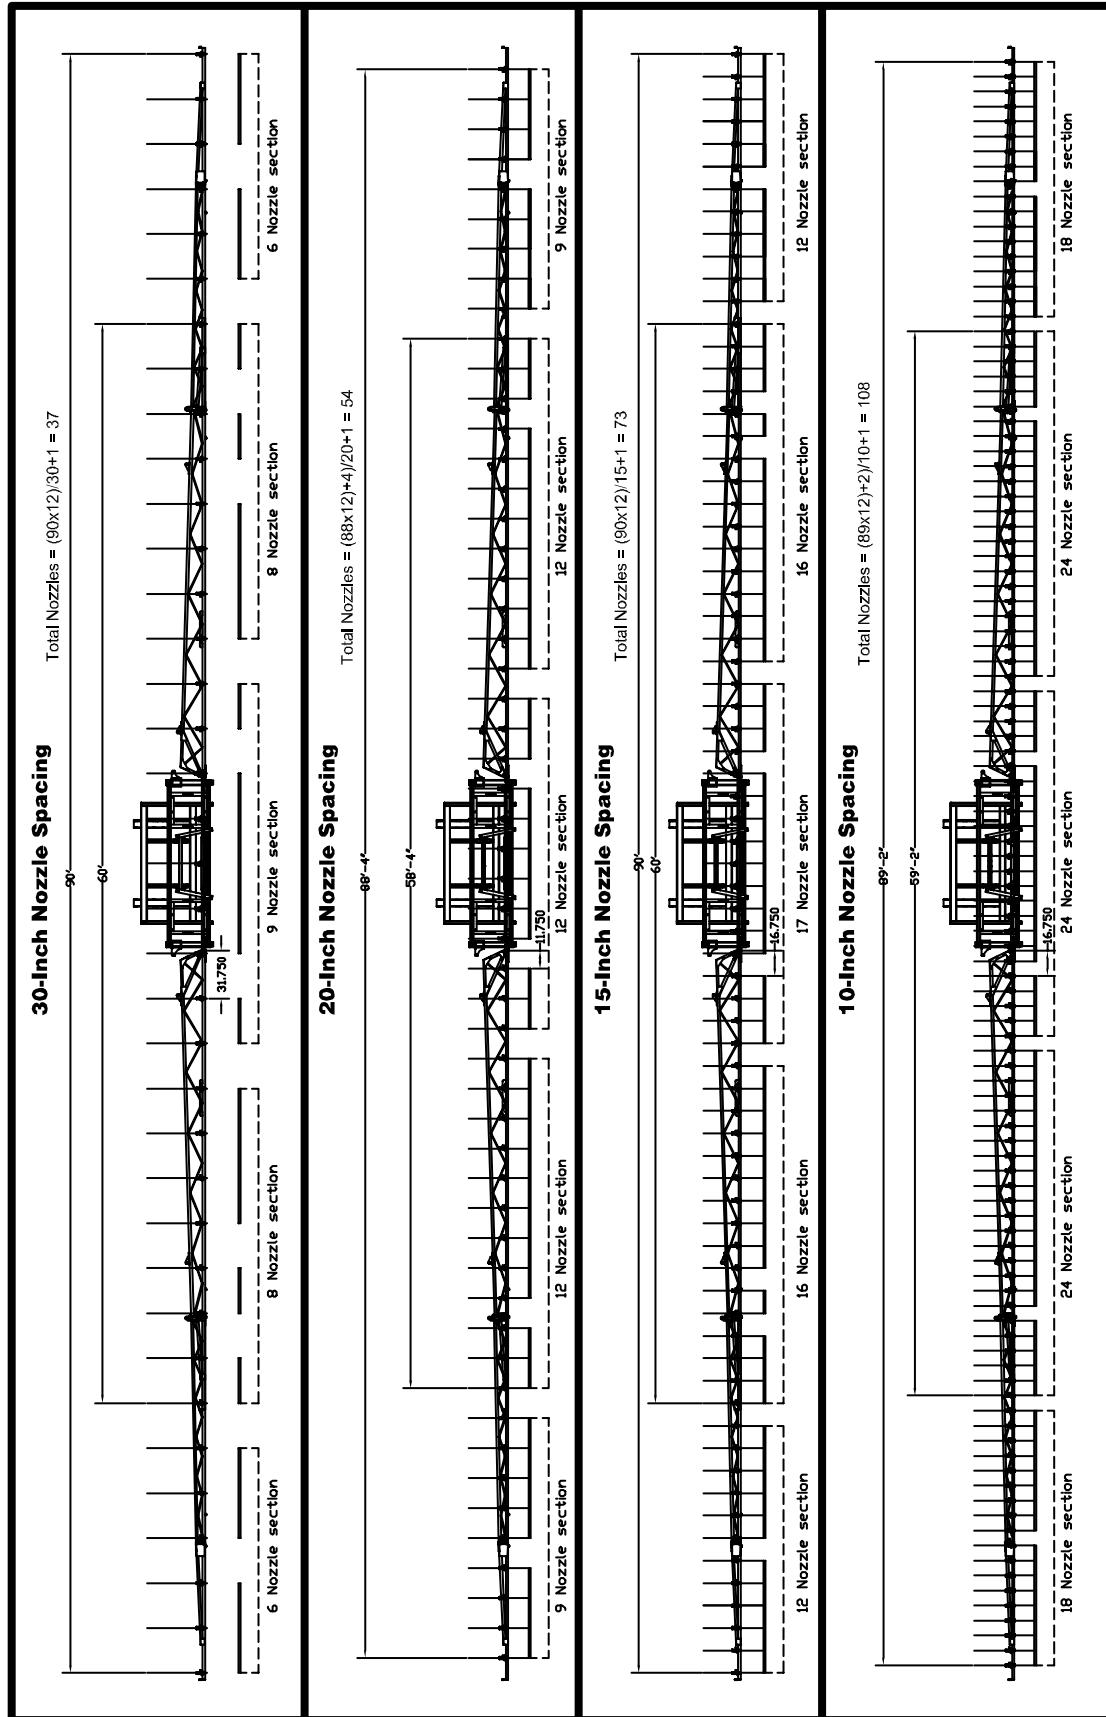 30-Inch Nozzle Spacing
Total Nozzles = (90x12)/30+1 = 37
90'
60'
31.750
6 Nozzle section
8 Nozzle section
9 Nozzle section
8 Nozzle section
6 Nozzle section
20-Inch Nozzle Spacing
Total Nozzles = (88x12)+4)/20+1 = 54
88'-4"
58'-4"
11.750
9 Nozzle section
12 Nozzle section
12 Nozzle section
12 Nozzle section
9 Nozzle section
15-Inch Nozzle Spacing
Total Nozzles = (90x12)/15+1 = 73
90'
60'
16.750
12 Nozzle section
16 Nozzle section
17 Nozzle section
16 Nozzle section
12 Nozzle section
10-Inch Nozzle Spacing
Total Nozzles = (89x12)+2)/10+1 = 108
89'-2"
59'-2"
16.750
18 Nozzle section
24 Nozzle section
24 Nozzle section
24 Nozzle section
18 Nozzle section